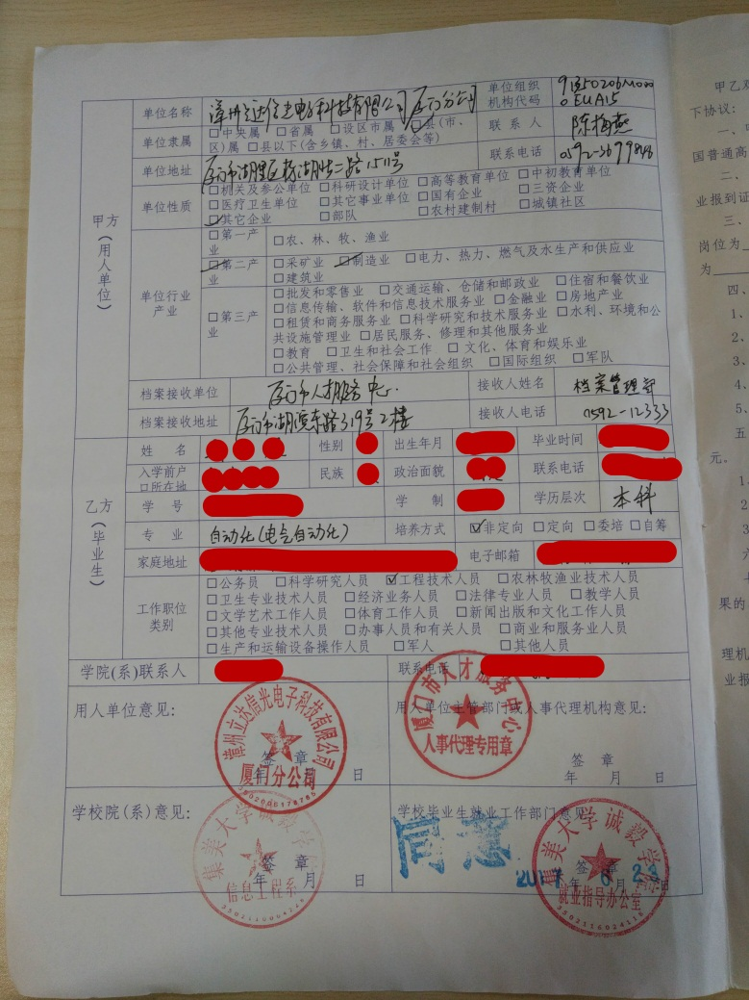 甲方（用人单位）
单位名称 漳州立达信光电子科技有限公司厦门分公司 单位组织机构代码 91350206M0000EUA15
单位隶属 □中央属 □省属 □设区市属 ☑县(市、区)属 □县以下(含乡镇、村、居委会等) 联系人 陈梅燕
单位地址 厦门市湖里区枋湖北二路1511号 联系电话 0592-3699848
单位性质 □机关及参公单位 □科研设计单位 □高等教育单位 □中初教育单位
□医疗卫生单位 □其它事业单位 □国有企业 □三资企业
☑其它企业 □部队 □农村建制村 □城镇社区
单位行业产业
□第一产业 □农、林、牧、渔业
☑第二产业 □采矿业 ☑制造业 □电力、热力、燃气及水生产和供应业
□建筑业
□第三产业 □批发和零售业 □交通运输、仓储和邮政业 □住宿和餐饮业
□信息传输、软件和信息技术服务业 □金融业 □房地产业
□租赁和商务服务业 □科学研究和技术服务业 □水利、环境和公
共设施管理业 □居民服务、修理和其他服务业
□教育 □卫生和社会工作 □文化、体育和娱乐业
□公共管理、社会保障和社会组织 □国际组织 □军队
档案接收单位 厦门市人才服务中心. 接收人姓名 档案管理部
档案接收地址 厦门市湖滨东路319号2楼 接收人电话 0592-12333
乙方（毕业生）
姓名 性别 出生年月 毕业时间
入学前户口所在地 民族 政治面貌 联系电话
学号 学制 学历层次 本科
专业 自动化(电气自动化) 培养方式 ☑非定向 □定向 □委培 □自筹
家庭地址 电子邮箱
工作职位类别
□公务员 □科学研究人员 ☑工程技术人员 □农林牧渔业技术人员
□卫生专业技术人员 □经济业务人员 □法律专业人员 □教学人员
□文学艺术工作人员 □体育工作人员 □新闻出版和文化工作人员
□其他专业技术人员 □办事人员和有关人员 □商业和服务业人员
□生产和运输设备操作人员 □军人 □其他人员
学院(系)联系人 联系电话
用人单位意见: 用人单位主管部门或人事代理机构意见:
漳州立达信光电子科技有限公司
厦门分公司
厦门市人才服务中心
人事代理专用章
签章 签章
年 月 日 年 月 日
学校院(系)意见: 学校毕业生就业工作部门意见:
同意
集美大学诚毅学院
信息工程系
集美大学诚毅学院
就业指导办公室
签章 签章
年 月 日 2017年6月23日
甲乙双
下协议:
一、
国普通高
二、
业报到证
三、
岗位为
为
四、
1.
2.
3.
4.
5.
五
元。
果的
理机
业报